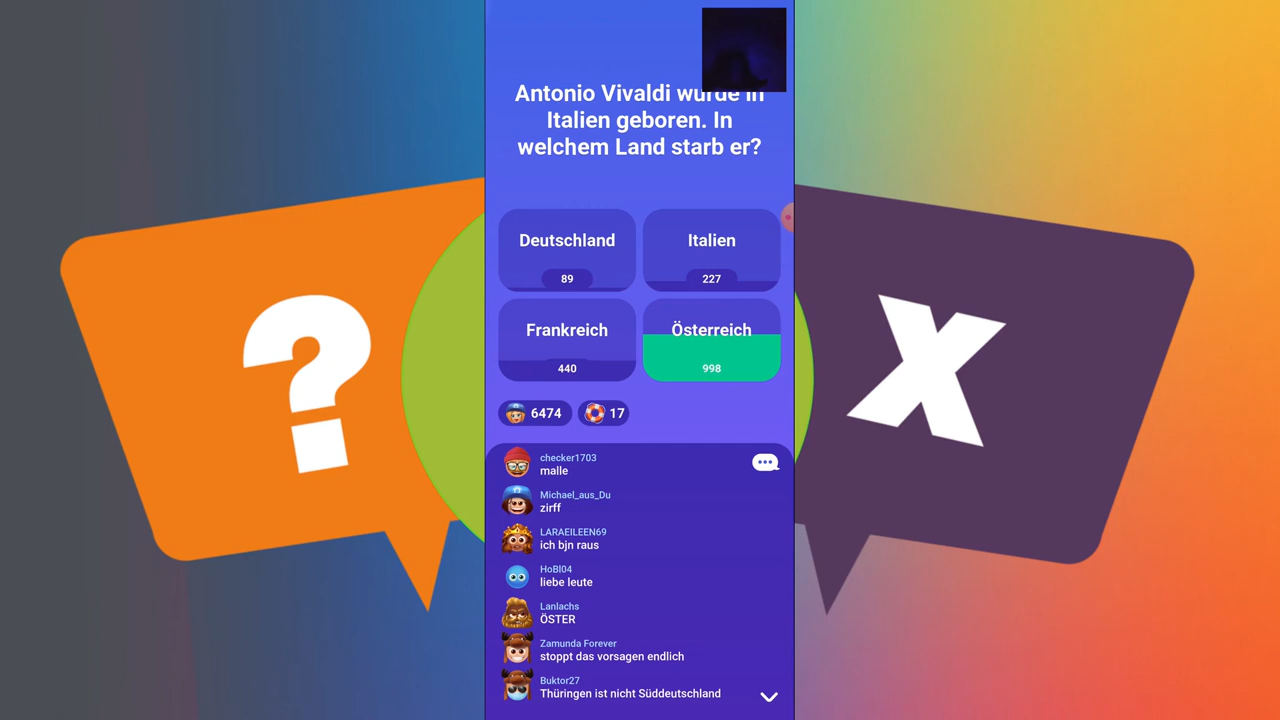 ?
X
Antonio Vivaldi wurde in
Italien geboren. In
welchem Land starb er?
Deutschland
89
Italien
227
Frankreich
440
Österreich
998
6474
17
checker1703
malle
Michael_aus_Du
zirff
LARAEILEEN69
ich bjn raus
HoBl04
liebe leute
Lanlachs
ÖSTER
Zamunda Forever
stoppt das vorsagen endlich
Buktor27
Thüringen ist nicht Süddeutschland